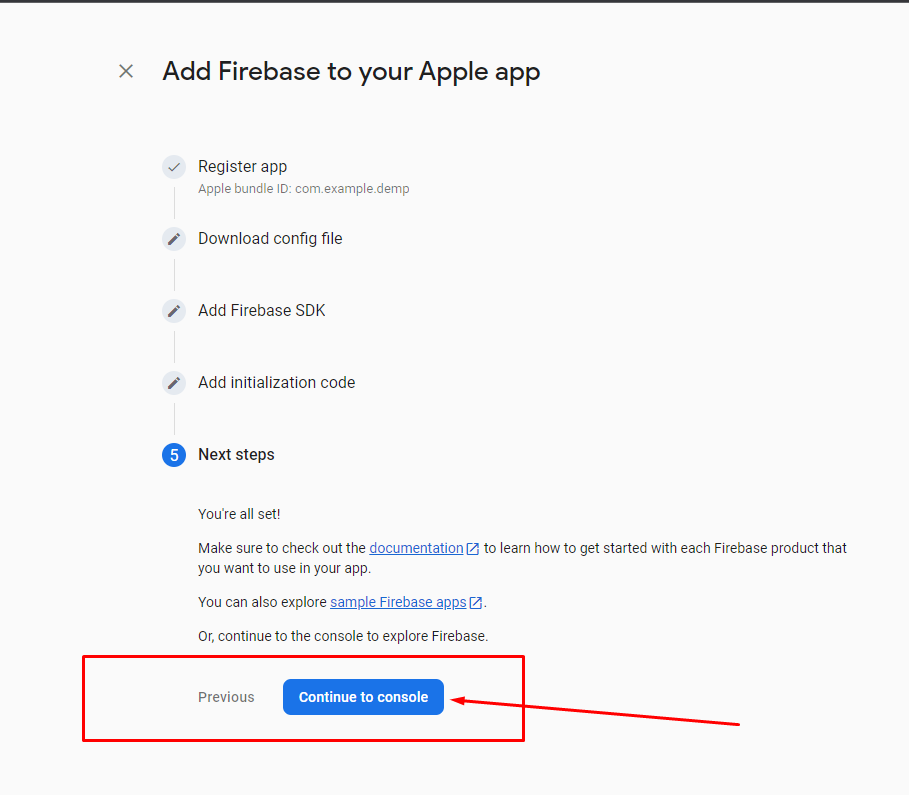 Add Firebase to your Apple app
Register app
Apple bundle ID: com.example.demp
Download config file
Add Firebase SDK
Add initialization code
5 Next steps
You're all set!
Make sure to check out the documentation to learn how to get started with each Firebase product that
you want to use in your app.
You can also explore sample Firebase apps.
Or, continue to the console to explore Firebase.
Previous Continue to console